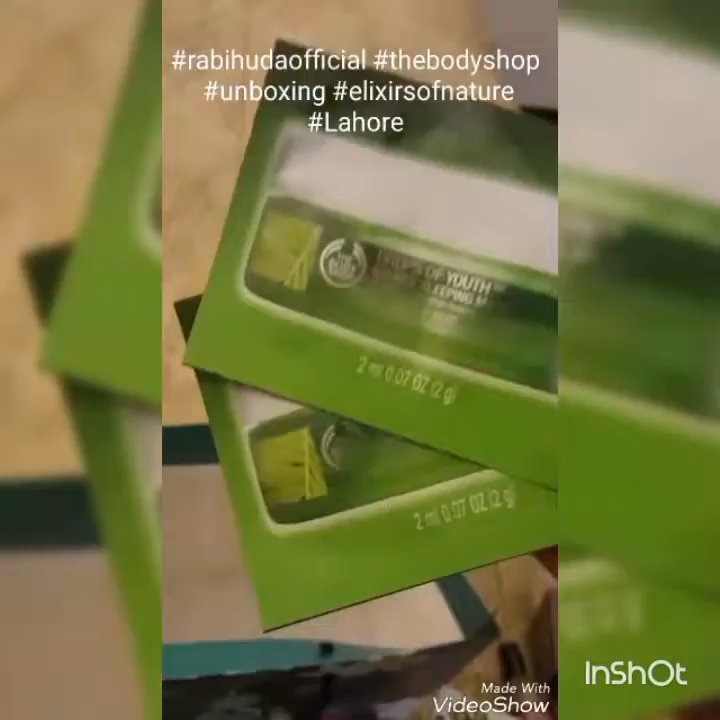 #rabihudaofficial #thebodyshop
#unboxing #elixirsofnature
#Lahore
OF YOUTH
2 ml 0.07 OZ (2 g)
2 ml 0.07 OZ (2 g)
InShOt
Made With
VideoShow